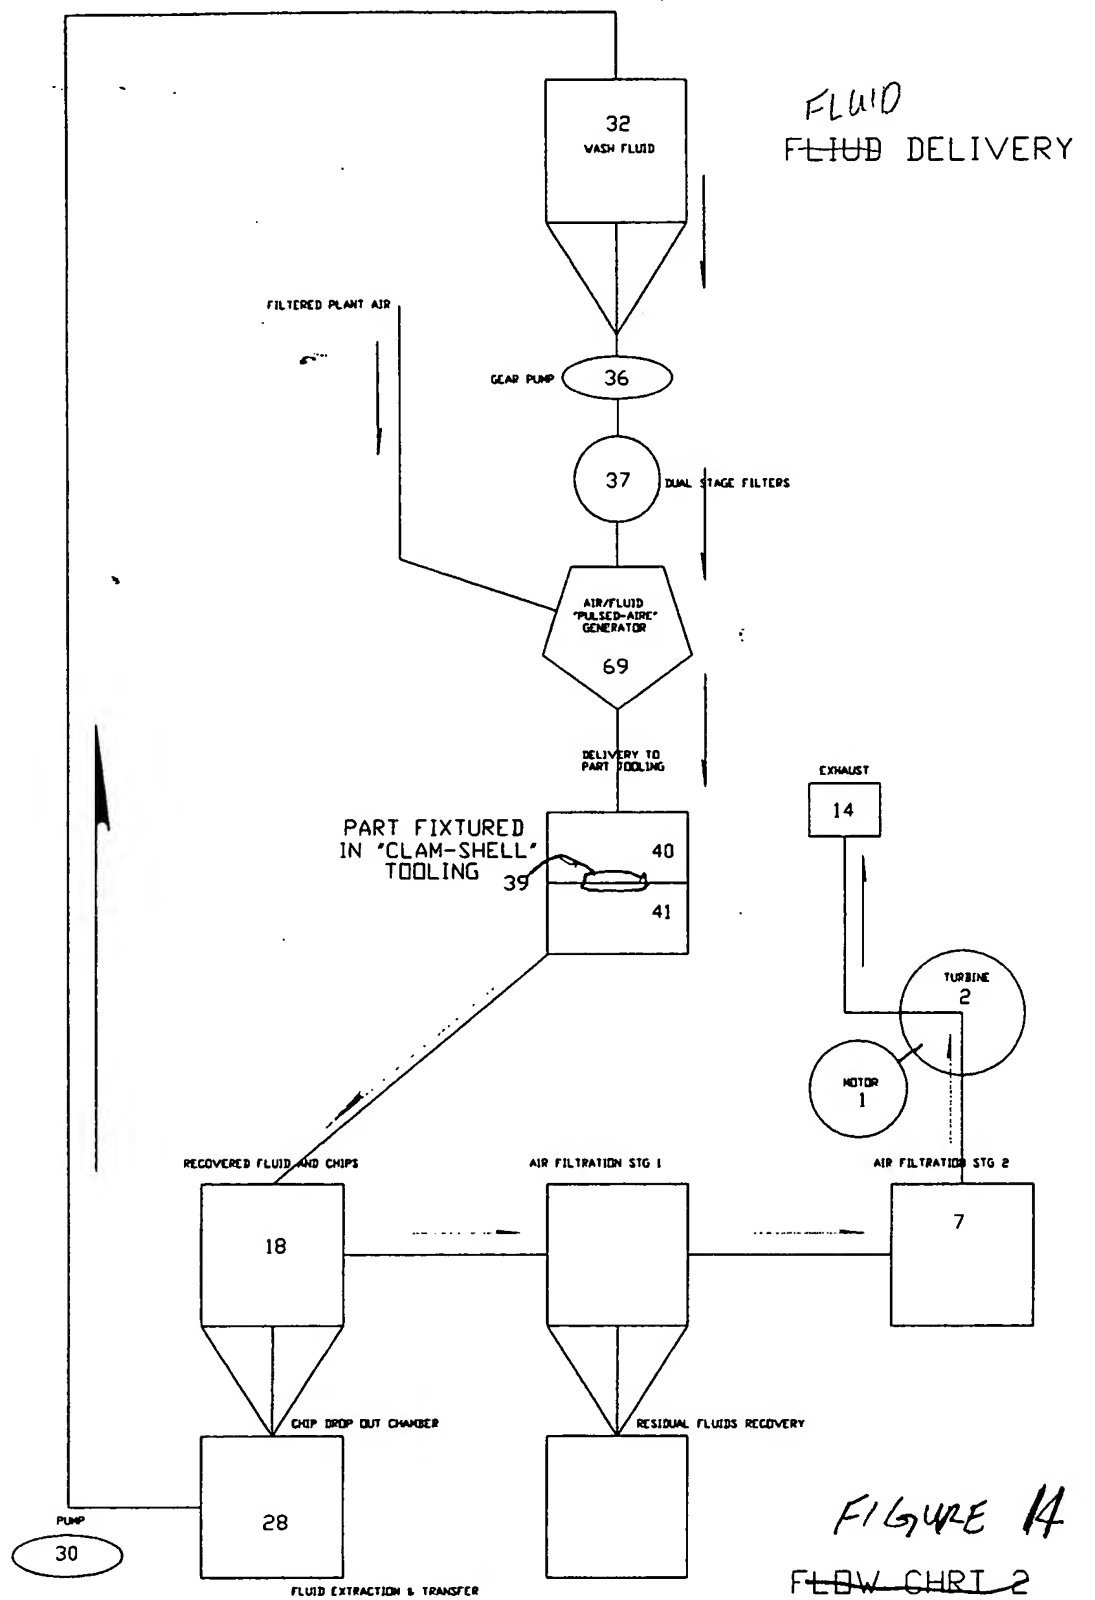 FLUID
FLIUD DELIVERY
32
WASH FLUID
FILTERED PLANT AIR
GEAR PUMP
36
37
DUAL STAGE FILTERS
AIR/FLUID
"PULSED-AIRE"
GENERATOR
69
DELIVERY TO
PART TOOLING
EXHAUST
14
PART FIXTURED
IN "CLAM-SHELL"
TOOLING
39
40
41
TURBINE
2
MOTOR
1
RECOVERED FLUID AND CHIPS
AIR FILTRATION STG 1
AIR FILTRATION STG 2
18
7
CHIP DROP OUT CHAMBER
RESIDUAL FLUIDS RECOVERY
PUMP
30
28
FLUID EXTRACTION & TRANSFER
FIGURE 14
FLOW CHRT 2